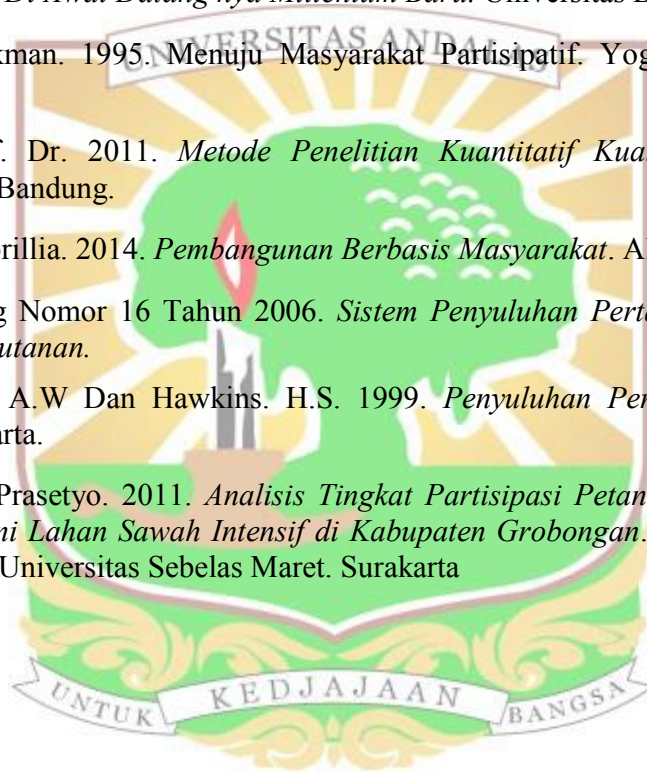 Di Awal Datang nya Millenium Baru. Universitas
UNIVERSITAS ANDALAS
kman. 1995. Menuju Masyarakat Partisipatif. Yog
f. Dr. 2011. Metode Penelitian Kuantitatif Kua
Bandung.
rillia. 2014. Pembangunan Berbasis Masyarakat. Al
g Nomor 16 Tahun 2006. Sistem Penyuluhan Perta
utanan.
A.W Dan Hawkins. H.S. 1999. Penyuluhan Per
arta.
Prasetyo. 2011. Analisis Tingkat Partisipasi Petan
ni Lahan Sawah Intensif di Kabupaten Grobongan.
Universitas Sebelas Maret. Surakarta
UNTUK KEDJAJAAN BANGSA